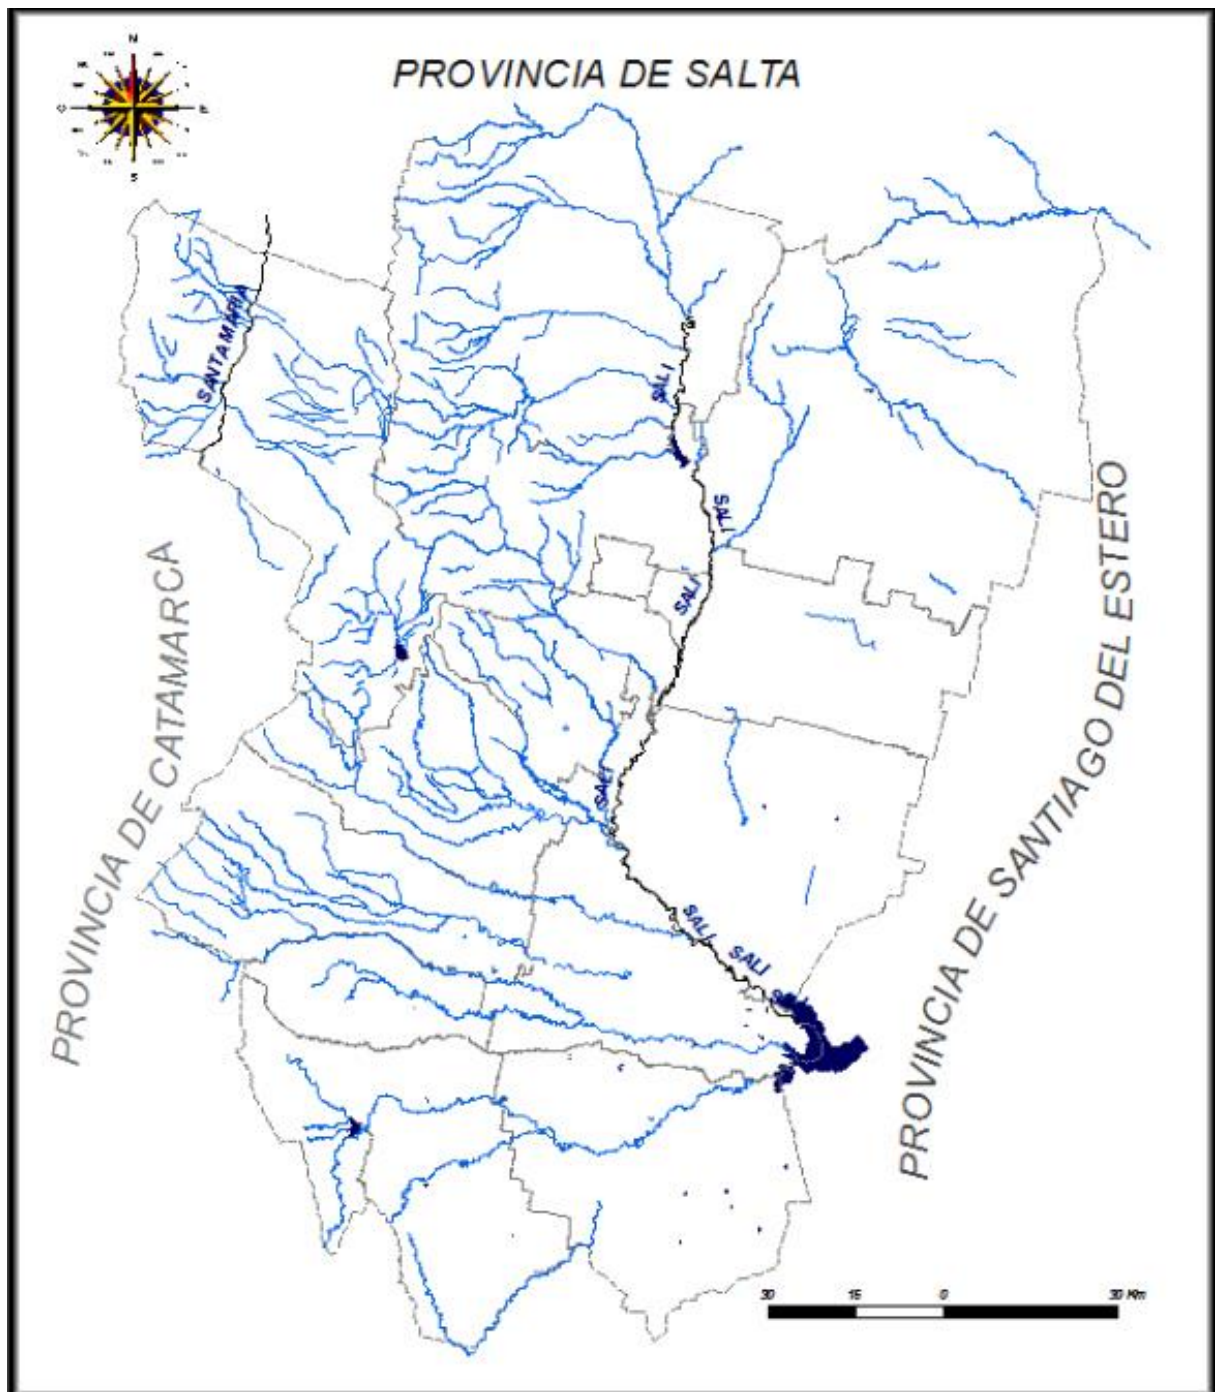 N
S
PROVINCIA DE SALTA
SANTAMARIA
SALI
SALI
SALI
PROVINCIA DE CATAMARCA
PROVINCIA DE SANTIAGO DEL ESTERO
SALI
SALI
SALI
30 15 0 30 Km